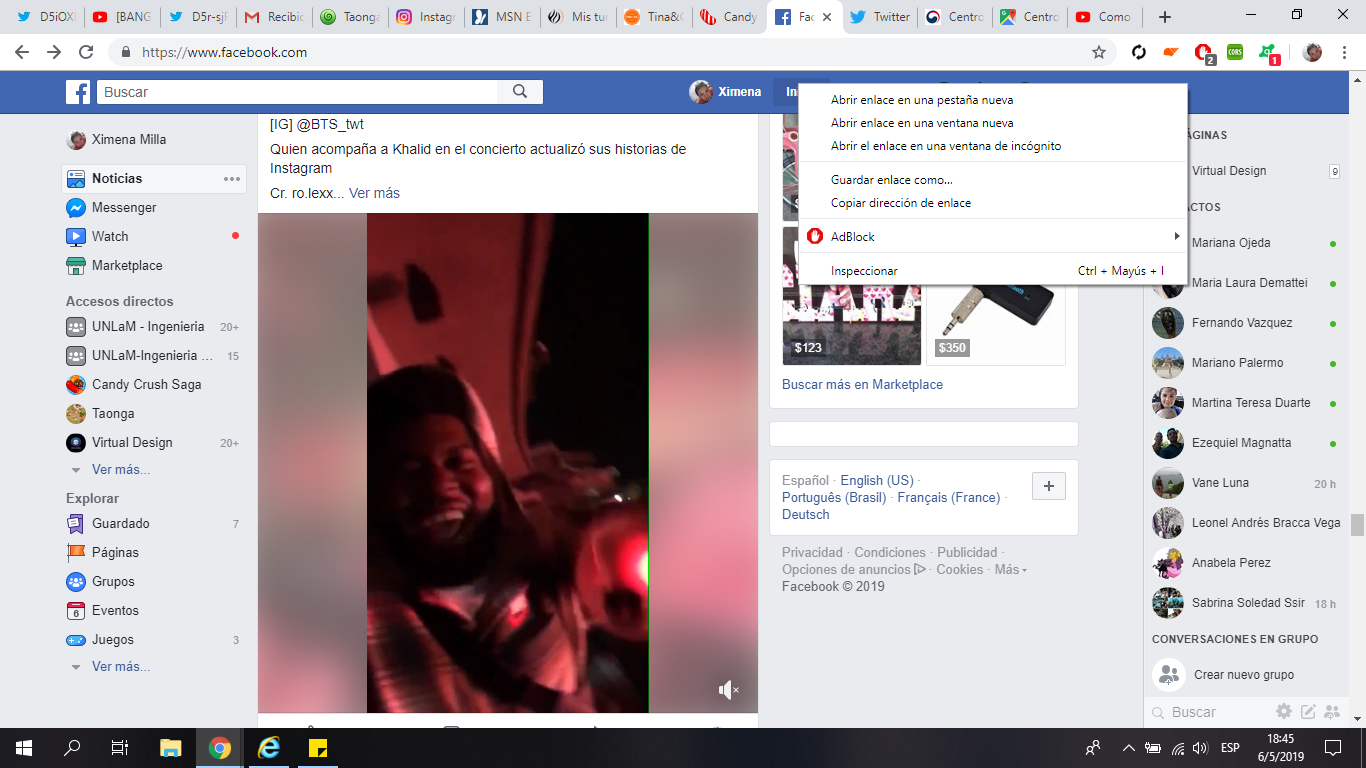 D5iOX
[BANG
D5r-sjF
Recibid
Taonga
Instagr
MSN E
Mis tur
Tina&C
Candy
Fac
Twitter
Centro
Centro
Como
https://www.facebook.com
CORS
2
1
Buscar
Ximena
Ximena Milla
Noticias
Messenger
Watch
Marketplace
Accesos directos
UNLaM - Ingenieria 20+
UNLaM-Ingenieria ... 15
Candy Crush Saga
Taonga
Virtual Design 20+
Ver más...
Explorar
Guardado 7
Páginas
Grupos
6
Eventos
Juegos 3
Ver más...
[IG] @BTS_twt
Quien acompaña a Khalid en el concierto actualizó sus historias de
Instagram
Cr. ro.lexx... Ver más
Abrir enlace en una pestaña nueva
Abrir enlace en una ventana nueva
Abrir el enlace en una ventana de incógnito
Guardar enlace como...
Copiar dirección de enlace
AdBlock
Inspeccionar Ctrl + Mayús + I
$123
$350
Buscar más en Marketplace
Español · English (US) ·
Português (Brasil) · Français (France) ·
Deutsch
Privacidad · Condiciones · Publicidad ·
Opciones de anuncios · Cookies · Más
Facebook © 2019
ÁGINAS
Virtual Design 9
ACTOS
Mariana Ojeda
Maria Laura Demattei
Fernando Vazquez
Mariano Palermo
Martina Teresa Duarte
Ezequiel Magnatta
Vane Luna 20 h
Leonel Andrés Bracca Vega
Anabela Perez
Sabrina Soledad Ssir 18 h
CONVERSACIONES EN GRUPO
Crear nuevo grupo
Buscar
ESP
18:45
6/5/2019